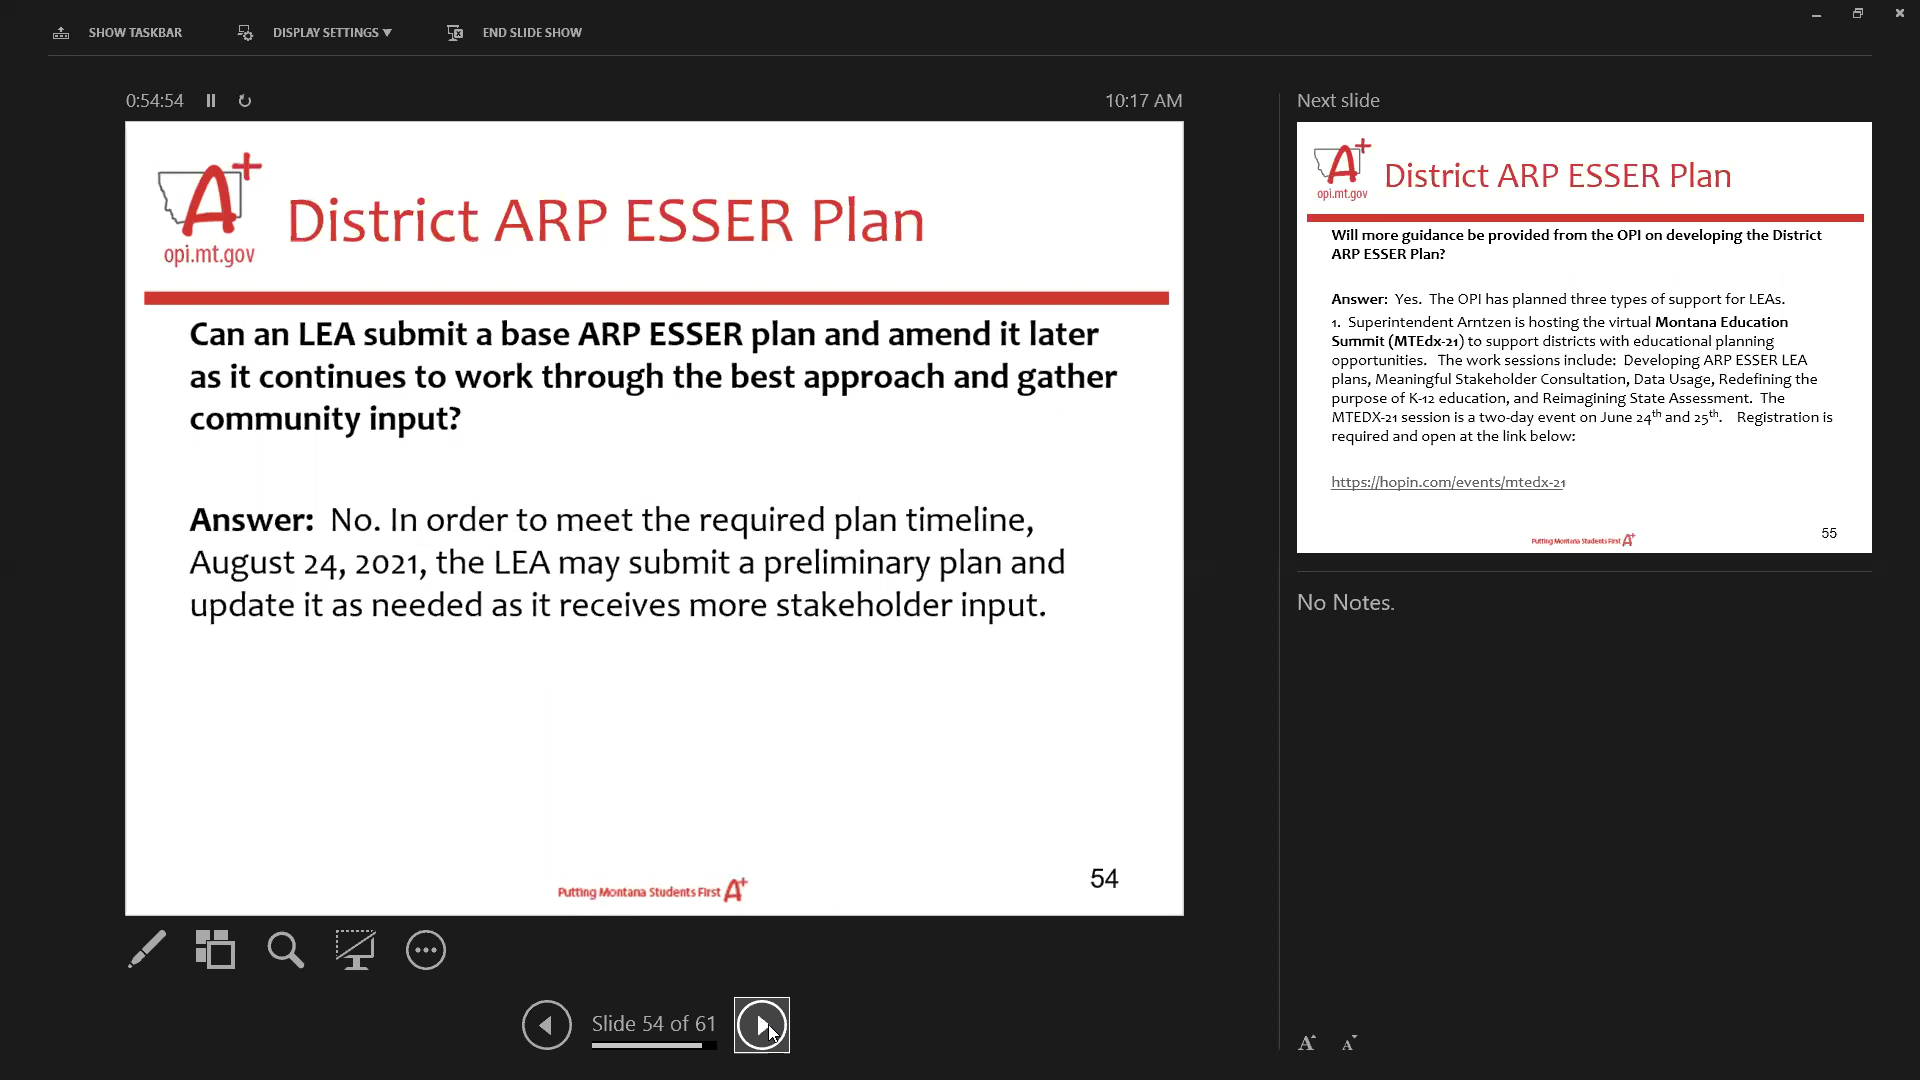 SHOW TASKBAR
DISPLAY SETTINGS ▼
END SLIDE SHOW
0:54:54
10:17 AM
A+
opi.mt.gov
District ARP ESSER Plan
Can an LEA submit a base ARP ESSER plan and amend it later
as it continues to work through the best approach and gather
community input?
Answer: No. In order to meet the required plan timeline,
August 24, 2021, the LEA may submit a preliminary plan and
update it as needed as it receives more stakeholder input.
Putting Montana Students First A+
54
Slide 54 of 61
Next slide
A+
opi.mt.gov
District ARP ESSER Plan
Will more guidance be provided from the OPI on developing the District
ARP ESSER Plan?
Answer: Yes. The OPI has planned three types of support for LEAs.
1. Superintendent Arntzen is hosting the virtual Montana Education
Summit (MTEdx-21) to support districts with educational planning
opportunities. The work sessions include: Developing ARP ESSER LEA
plans, Meaningful Stakeholder Consultation, Data Usage, Redefining the
purpose of K-12 education, and Reimagining State Assessment. The
MTEDX-21 session is a two-day event on June 24th and 25th. Registration is
required and open at the link below:
https://hopin.com/events/mtedx-21
Putting Montana Students First A+
55
No Notes.
A A